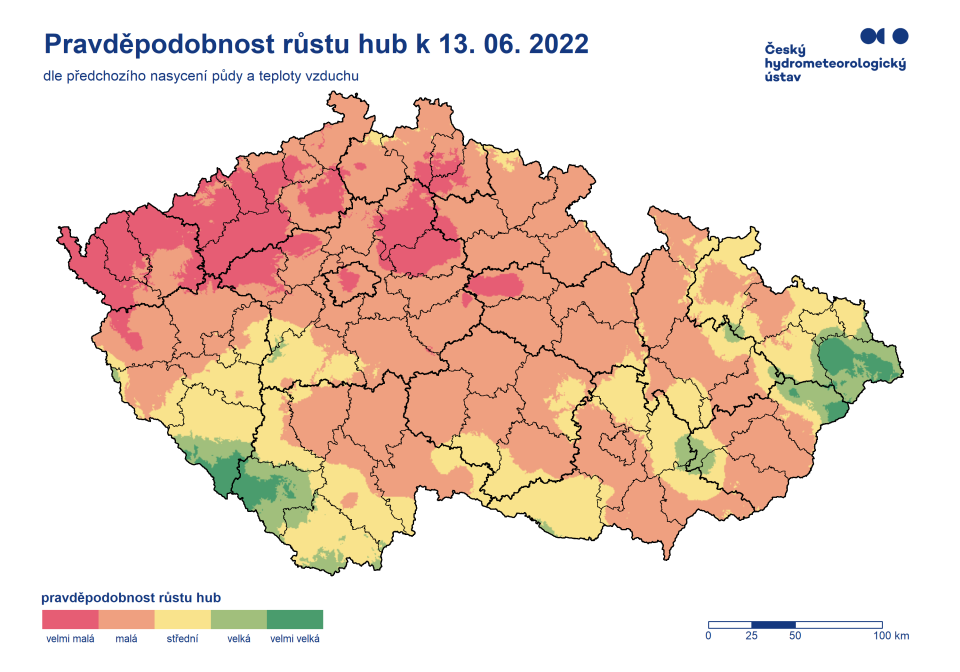 Pravděpodobnost růstu hub k 13. 06. 2022
dle předchozího nasycení půdy a teploty vzduchu
Český
hydrometeorologický
ústav
pravděpodobnost růstu hub
velmi malá malá střední velká velmi velká
0 25 50 100 km